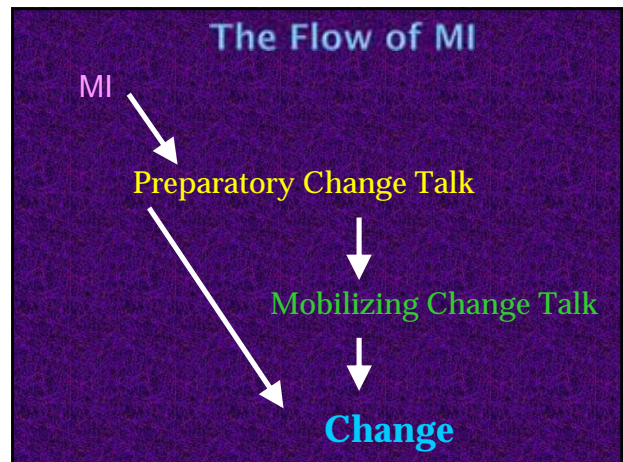 The Flow of MI
MI
Preparatory Change Talk
Mobilizing Change Talk
Change